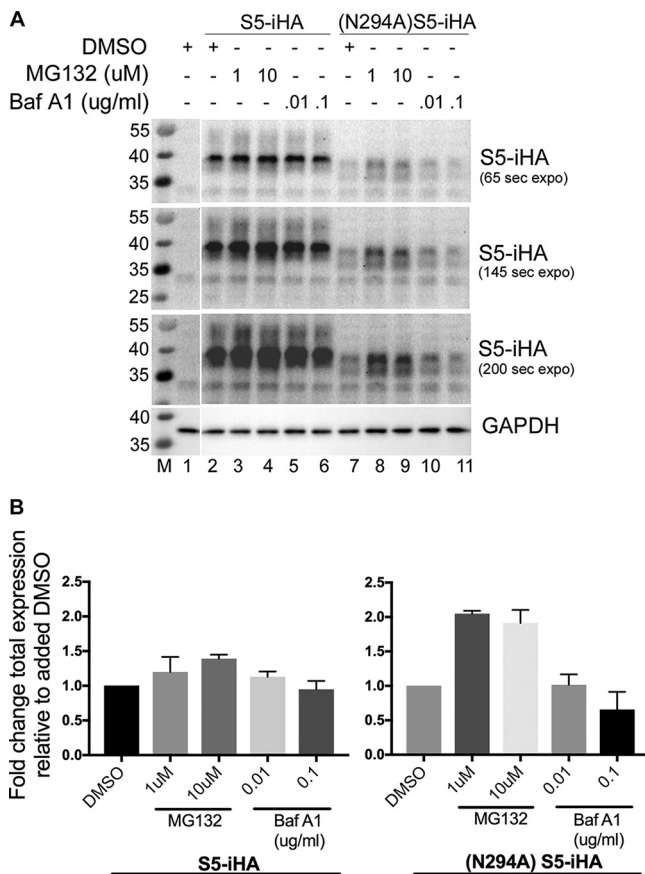 A
S5-iHA (N294A)S5-iHA
DMSO + + - - - - + - - - -
MG132 (uM) - - 1 10 - - - 1 10 - -
Baf A1 (ug/ml) - - - - .01 .1 - - - .01 .1
55
40
35
S5-iHA
(65 sec expo)
55
40
35
25
S5-iHA
(145 sec expo)
55
40
35
S5-iHA
(200 sec expo)
40
35
GAPDH
M 1 2 3 4 5 6 7 8 9 10 11
B
Fold change total expression
relative to added DMSO
2.5
2.0
1.5
1.0
0.5
0.0
DMSO 1uM 10uM 0.01 0.1
MG132 Baf A1
(ug/ml)
S5-iHA
2.5
2.0
1.5
1.0
0.5
0.0
DMSO 1uM 10uM 0.01 0.1
MG132 Baf A1
(ug/ml)
(N294A) S5-iHA